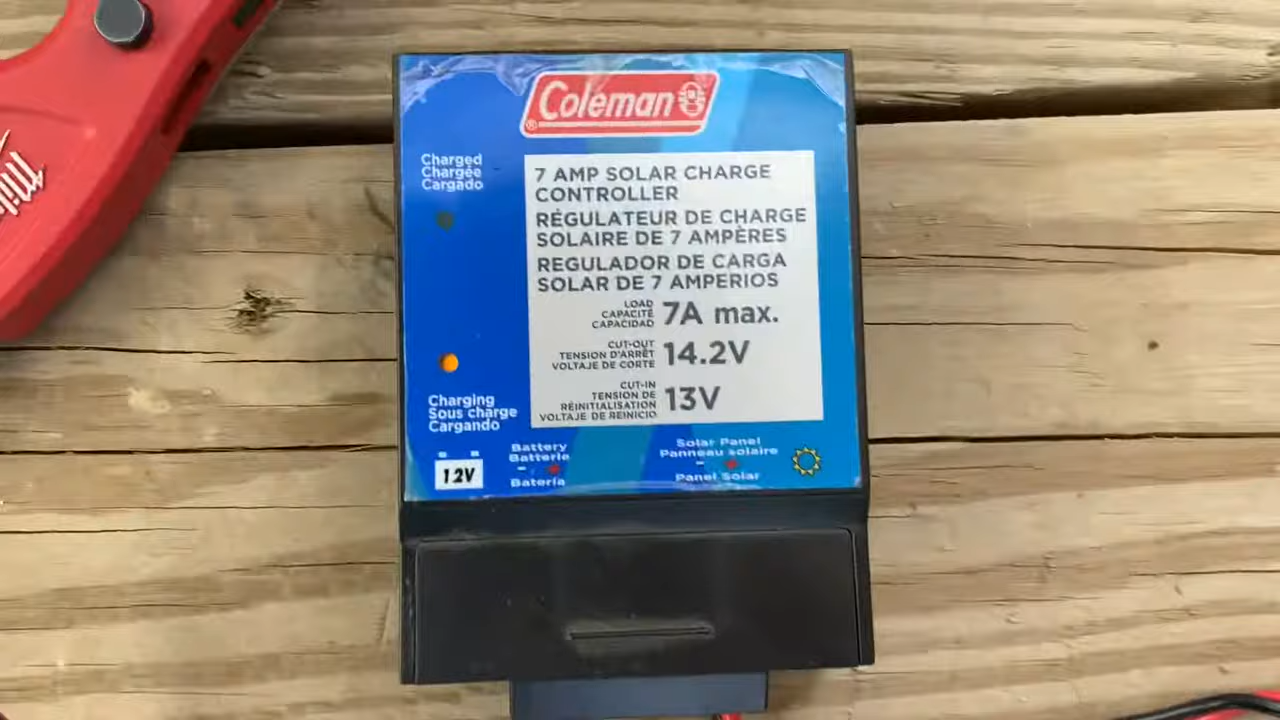 Coleman
®
Charged
Chargée
Cargado
7 AMP SOLAR CHARGE
CONTROLLER
RÉGULATEUR DE CHARGE
SOLAIRE DE 7 AMPÈRES
REGULADOR DE CARGA
SOLAR DE 7 AMPERIOS
LOAD
CAPACITÉ
CAPACIDAD
7A max.
CUT-OUT
TENSION D'ARRÊT
VOLTAJE DE CORTE
14.2V
CUT-IN
TENSION DE
RÉINITIALISATION
VOLTAJE DE REINICIO
13V
Charging
Sous charge
Cargando
12V
Battery
Batterie
Batería
Solar Panel
Panneau solaire
Panel Solar